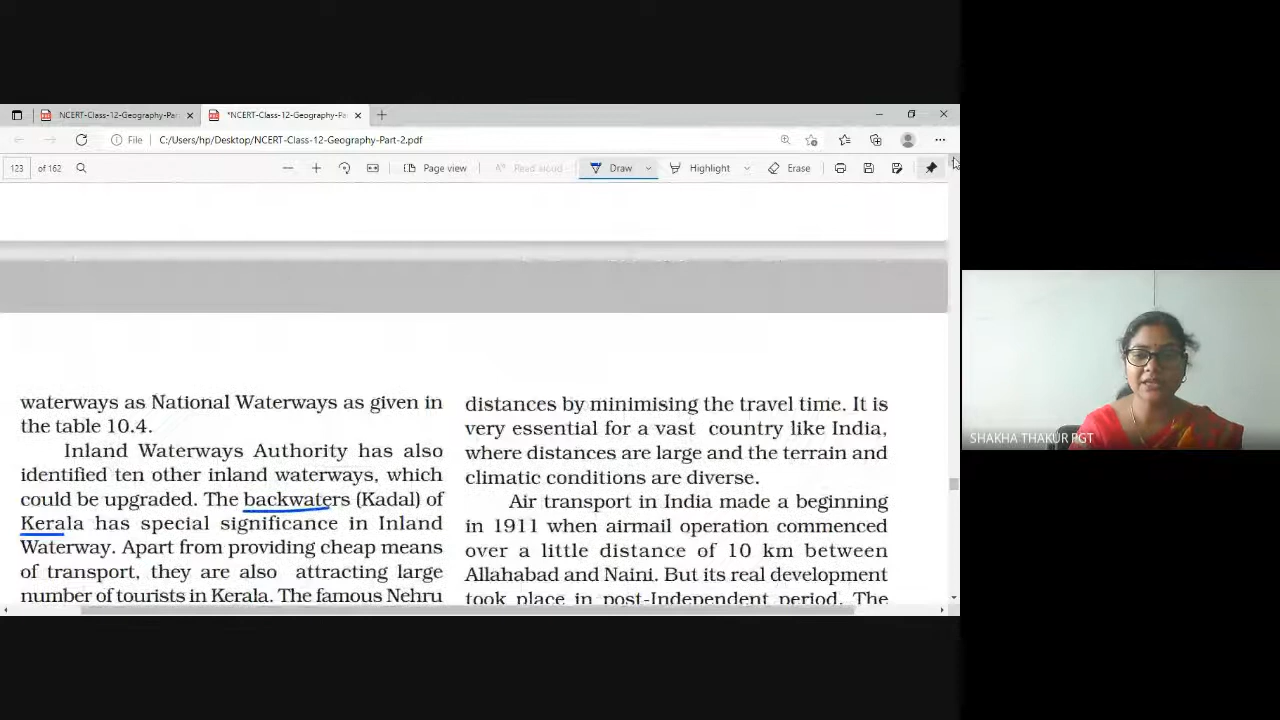 NCERT-Class-12-Geography-Par
*NCERT-Class-12-Geography-Pa
File C:/Users/hp/Desktop/NCERT-Class-12-Geography-Part-2.pdf
123 of 162
Page view
Read aloud
Draw
Highlight
Erase
waterways as National Waterways as given in
the table 10.4.
Inland Waterways Authority has also
identified ten other inland waterways, which
could be upgraded. The backwaters (Kadal) of
Kerala has special significance in Inland
Waterway. Apart from providing cheap means
of transport, they are also attracting large
number of tourists in Kerala. The famous Nehru
distances by minimising the travel time. It is
very essential for a vast country like India,
where distances are large and the terrain and
climatic conditions are diverse.
Air transport in India made a beginning
in 1911 when airmail operation commenced
over a little distance of 10 km between
Allahabad and Naini. But its real development
took place in post-Independent period. The
SHAKHA THAKUR PGT